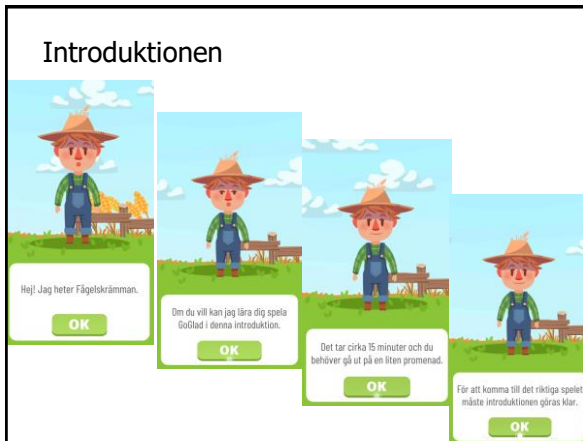 Introduktionen
Hej! Jag heter Fågelskrämman.
OK
Om du vill kan jag lära dig spela
GoGlad i denna introduktion.
OK
Det tar cirka 15 minuter och du
behöver gå ut på en liten promenad.
OK
För att komma till det riktiga spelet
måste introduktionen göras klar.
OK